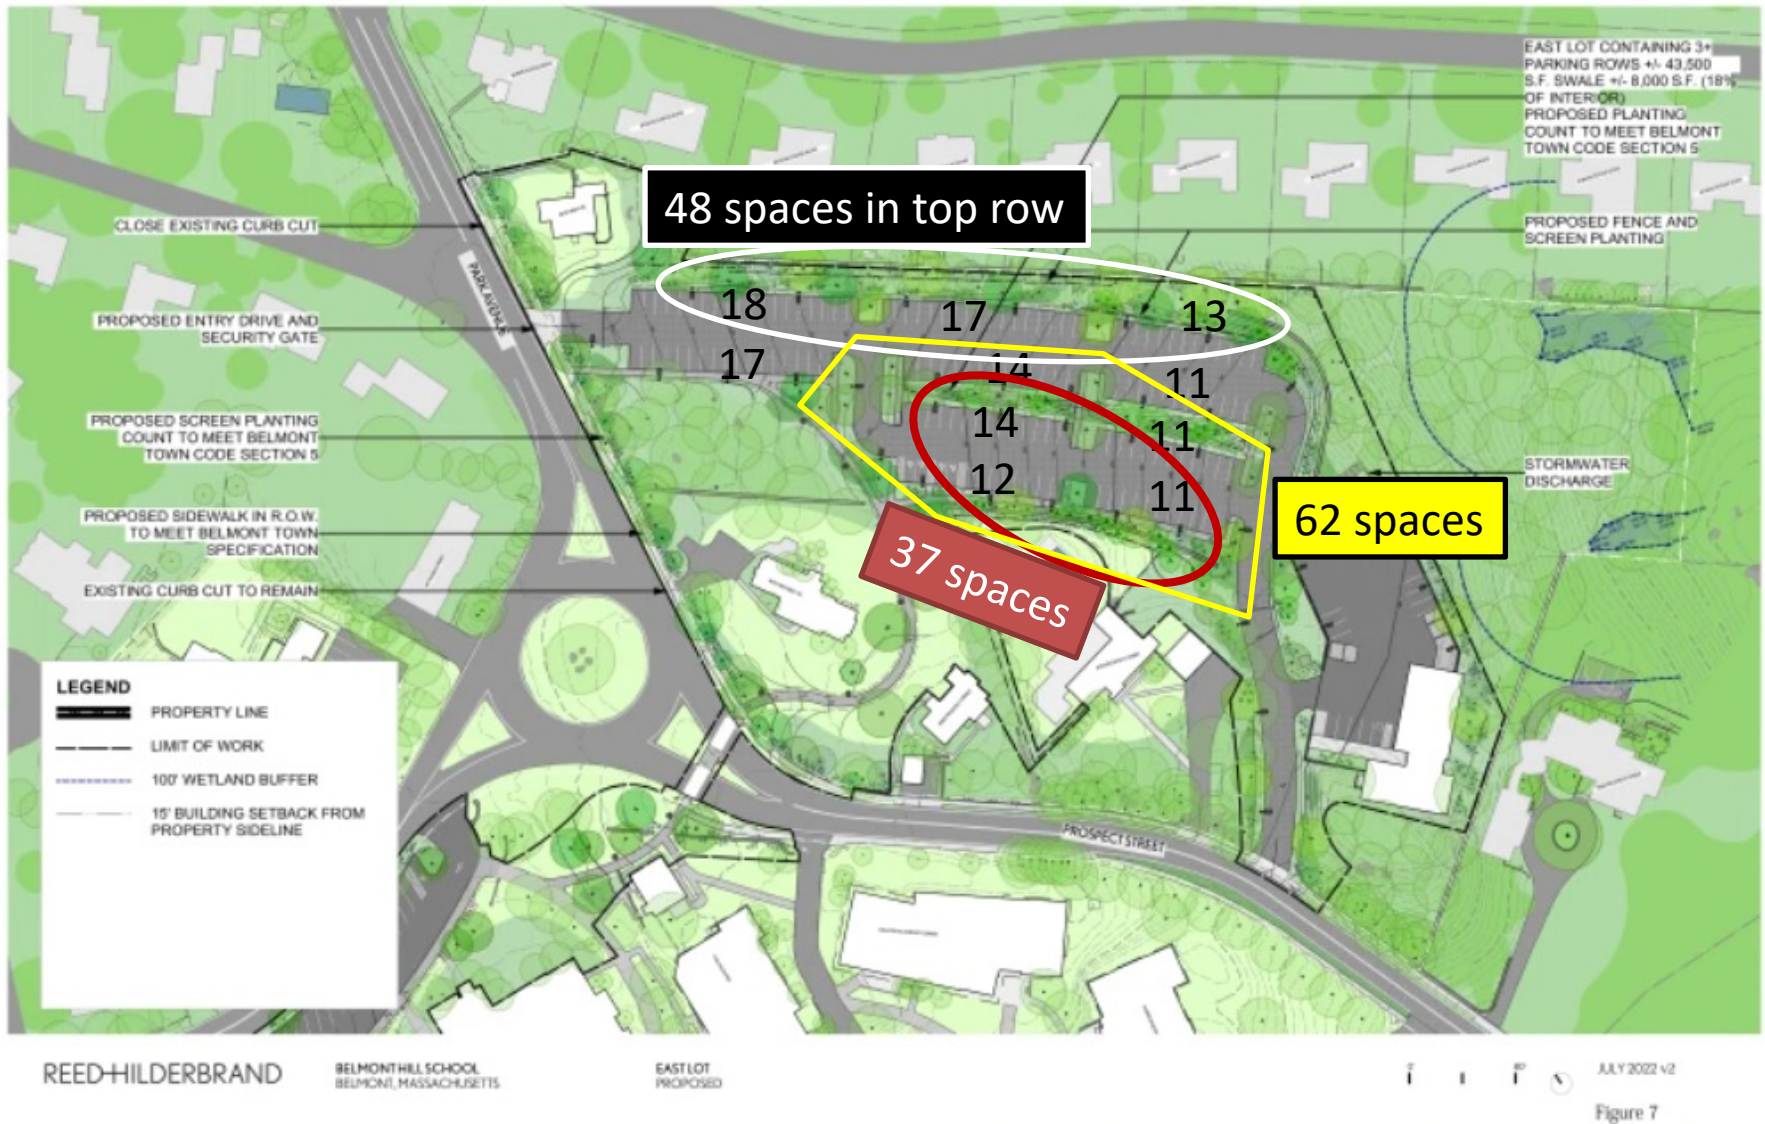 EAST LOT CONTAINING 3+
PARKING ROWS +/- 43,500
S.F. SWALE +/- 8,000 S.F. (18%
OF INTERIOR)
PROPOSED PLANTING
COUNT TO MEET BELMONT
TOWN CODE SECTION 5
48 spaces in top row
CLOSE EXISTING CURB CUT
PROPOSED FENCE AND
SCREEN PLANTING
PARK AVENUE
18
17
13
PROPOSED ENTRY DRIVE AND
SECURITY GATE
17
14
11
PROPOSED SCREEN PLANTING
COUNT TO MEET BELMONT
TOWN CODE SECTION 5
14
11
12
11
STORMWATER
DISCHARGE
62 spaces
37 spaces
PROPOSED SIDEWALK IN R.O.W.
TO MEET BELMONT TOWN
SPECIFICATION
EXISTING CURB CUT TO REMAIN
LEGEND
PROPERTY LINE
LIMIT OF WORK
100' WETLAND BUFFER
15' BUILDING SETBACK FROM
PROPERTY SIDELINE
PROSPECT STREET
REED-HILDERBRAND
BELMONT HILL SCHOOL
BELMONT, MASSACHUSETTS
EAST LOT
PROPOSED
0'
80'
JULY 2022 v2
Figure 7